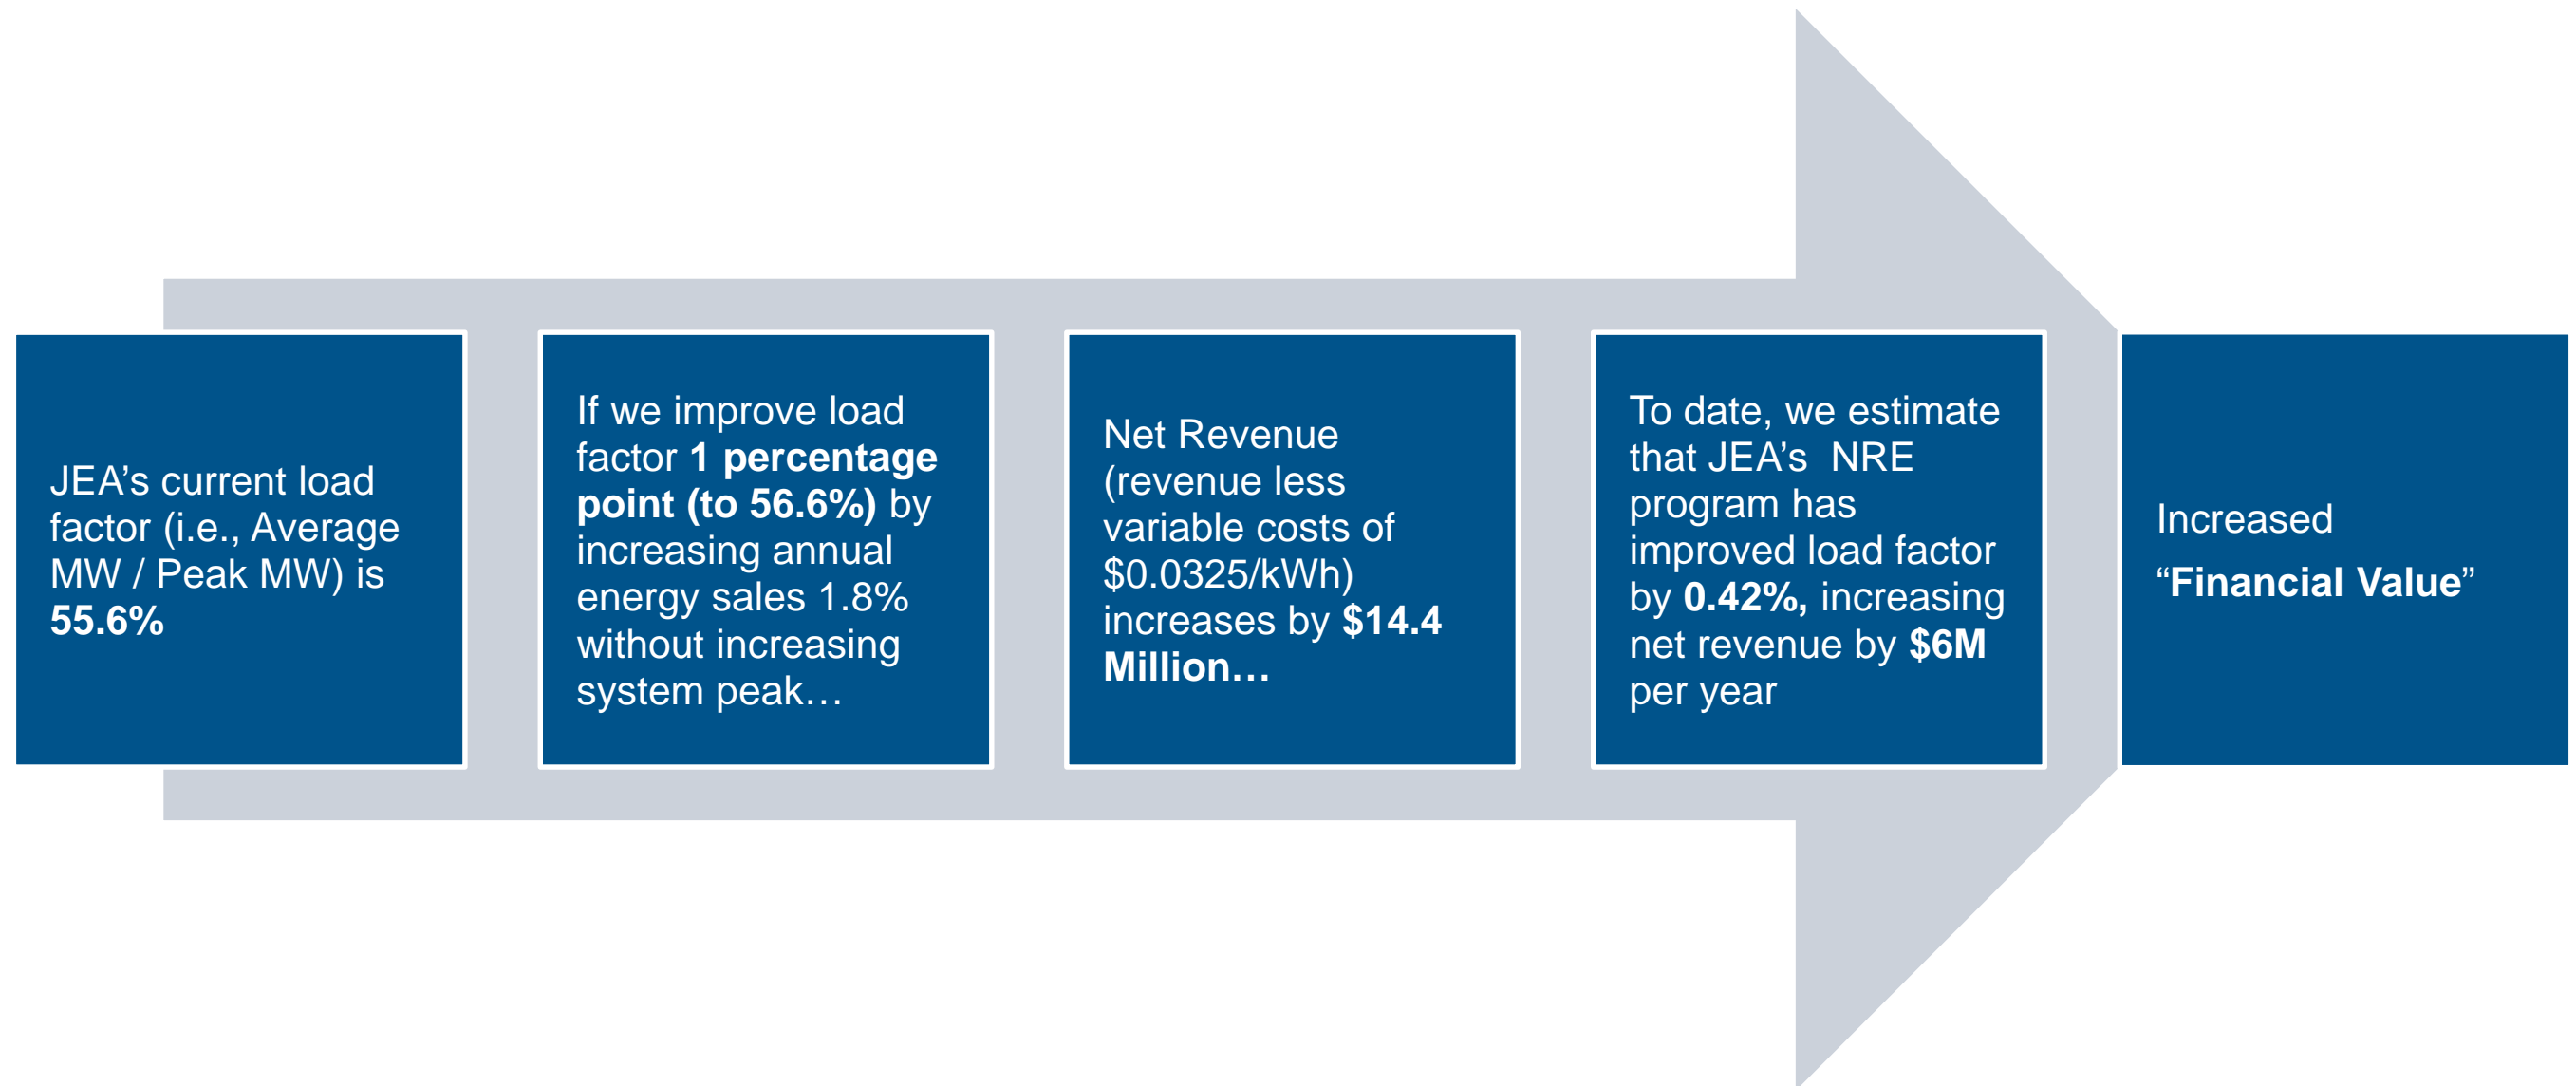 JEA’s current load
factor (i.e., Average
MW / Peak MW) is
55.6%
If we improve load
factor 1 percentage
point (to 56.6%) by
increasing annual
energy sales 1.8%
without increasing
system peak…
Net Revenue
(revenue less
variable costs of
$0.0325/kWh)
increases by $14.4
Million…
To date, we estimate
that JEA’s  NRE
program has
improved load factor
by 0.42%, increasing
net revenue by $6M
per year
Increased
“Financial Value”